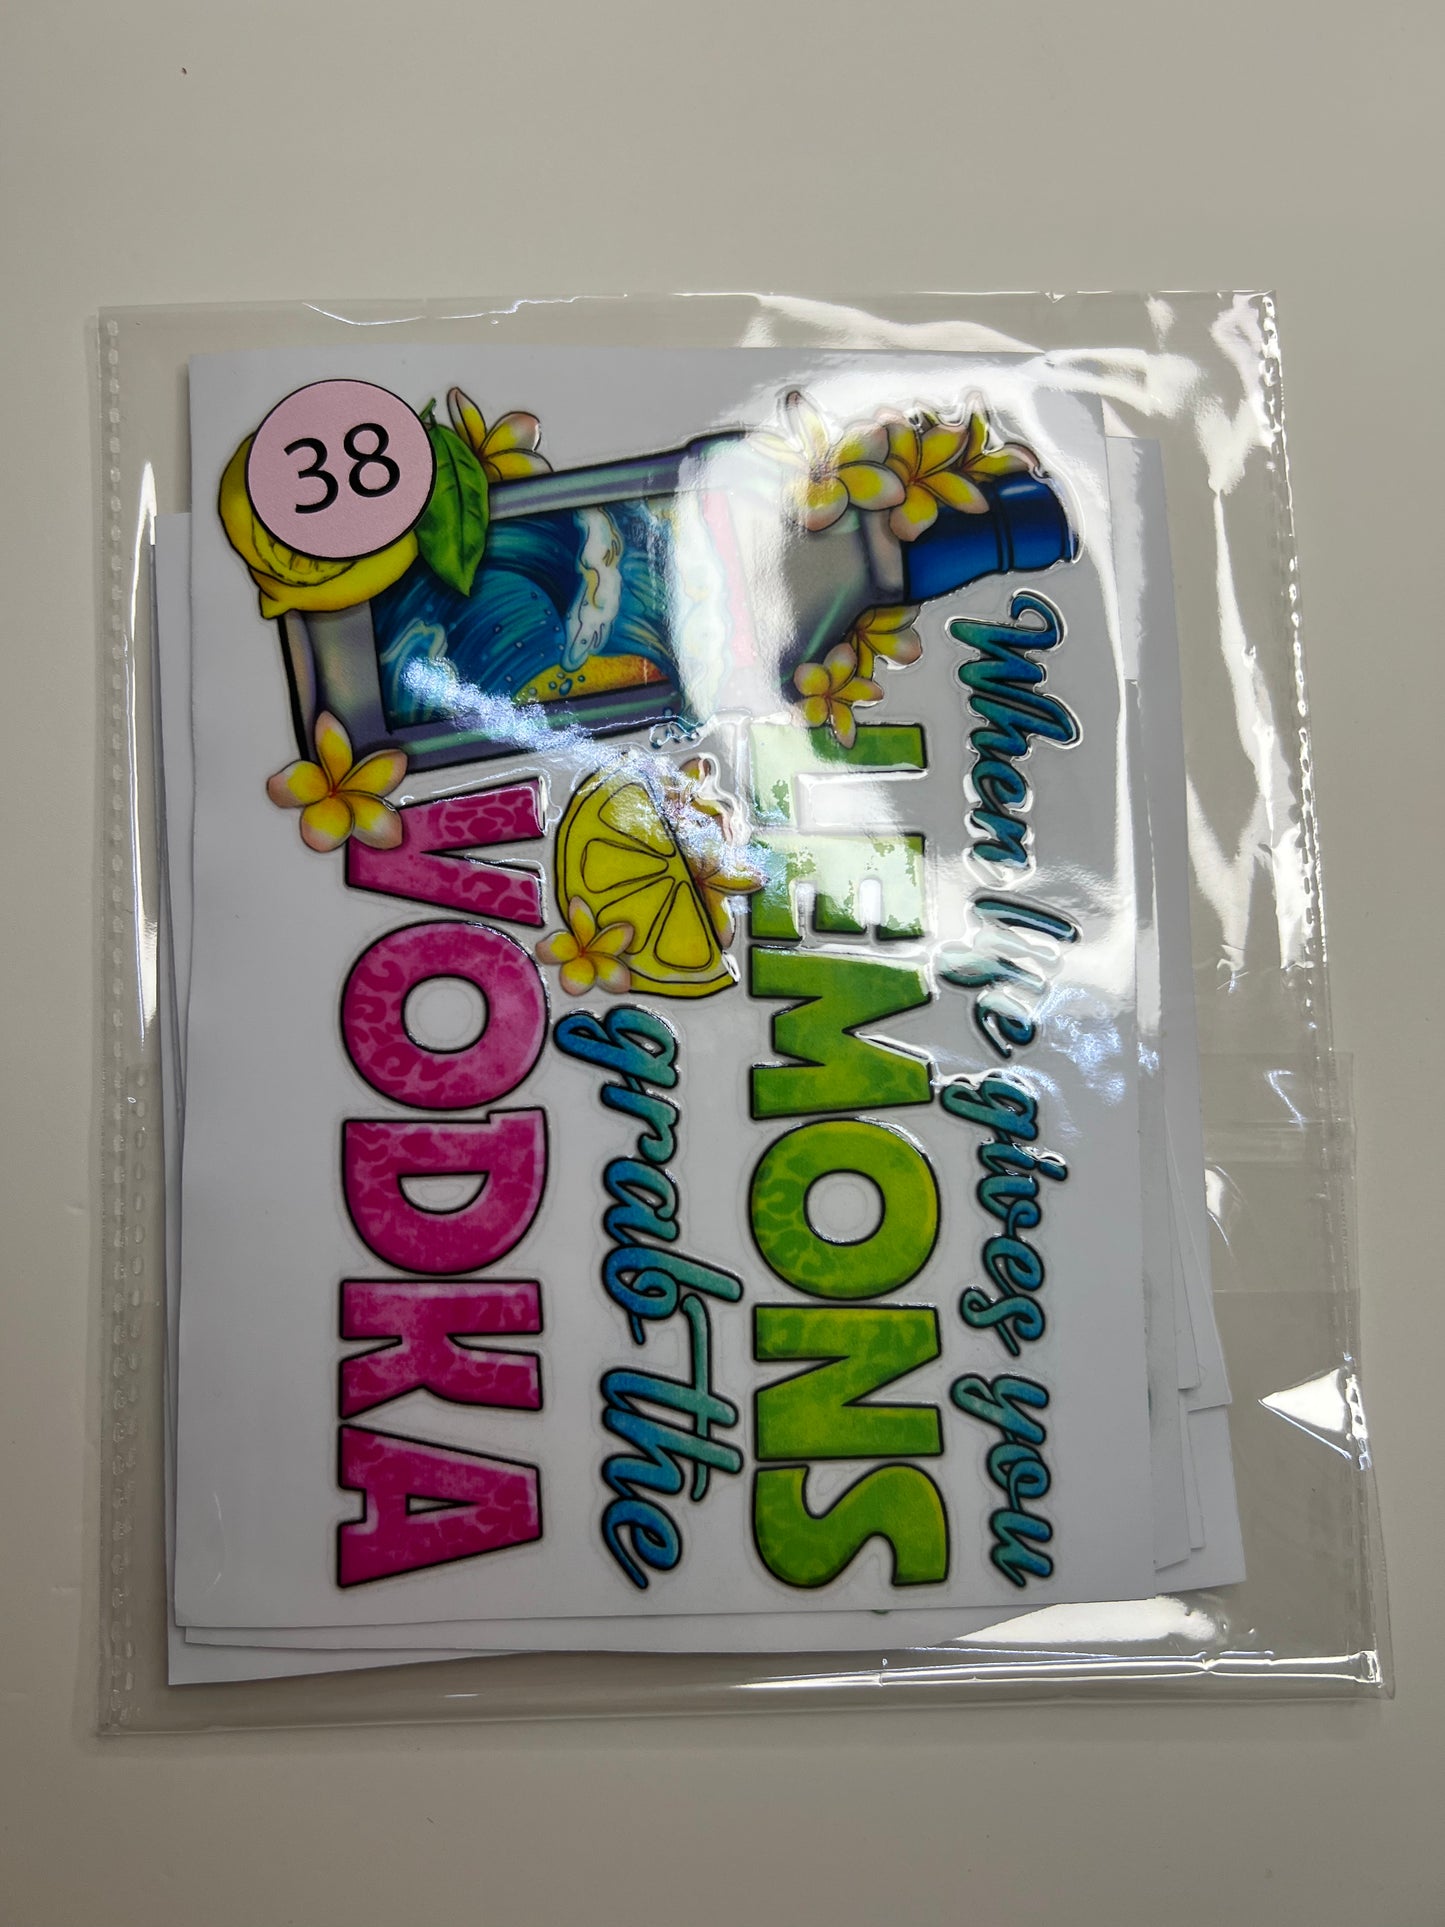 38
When life gives you
LEMONS
grab the
VODKA